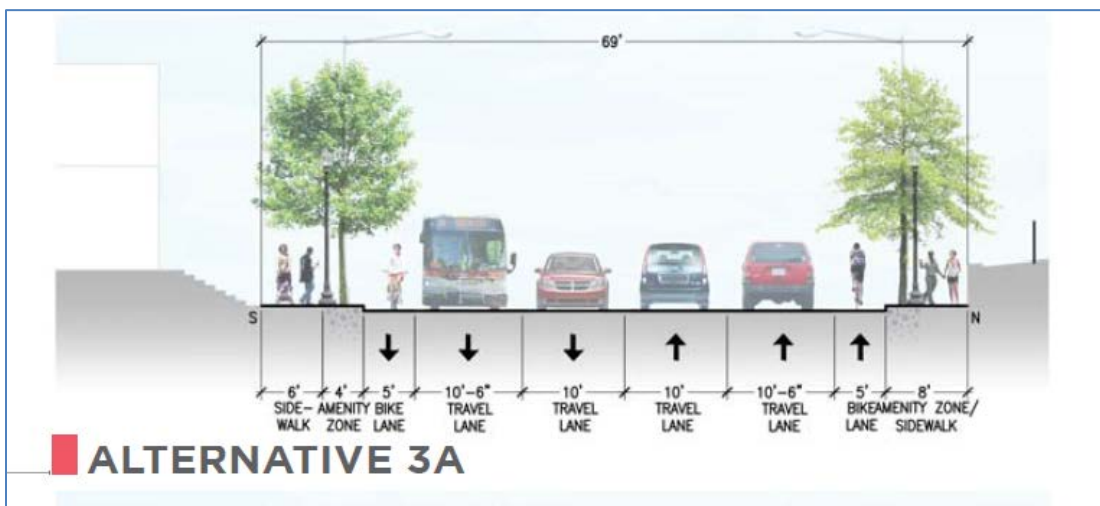 69'
S
N
6' 4' 5' 10'-6" 10' 10' 10'-6" 5' 8'
SIDE- AMENITY BIKE TRAVEL TRAVEL TRAVEL TRAVEL BIKE AMENITY ZONE/
WALK ZONE LANE LANE LANE LANE LANE LANE SIDEWALK
ALTERNATIVE 3A